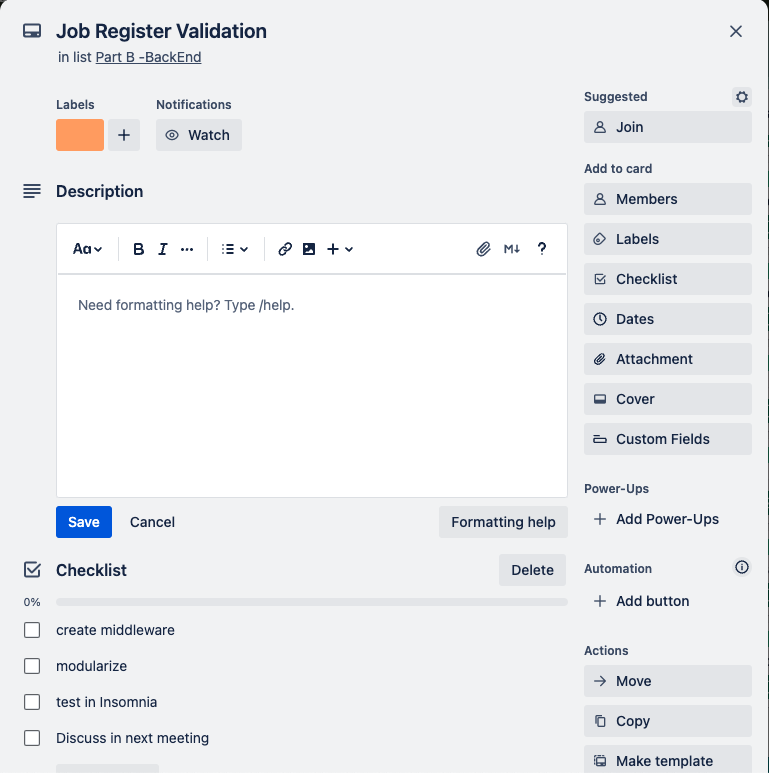 Job Register Validation
in list Part B -BackEnd
Labels
Notifications
Watch
Description
Aa
B I
M↓ ?
Need formatting help? Type /help.
Save
Cancel
Formatting help
Checklist
Delete
0%
create middleware
modularize
test in Insomnia
Discuss in next meeting
Suggested
Join
Add to card
Members
Labels
Checklist
Dates
Attachment
Cover
Custom Fields
Power-Ups
Add Power-Ups
Automation
Add button
Actions
Move
Copy
Make template